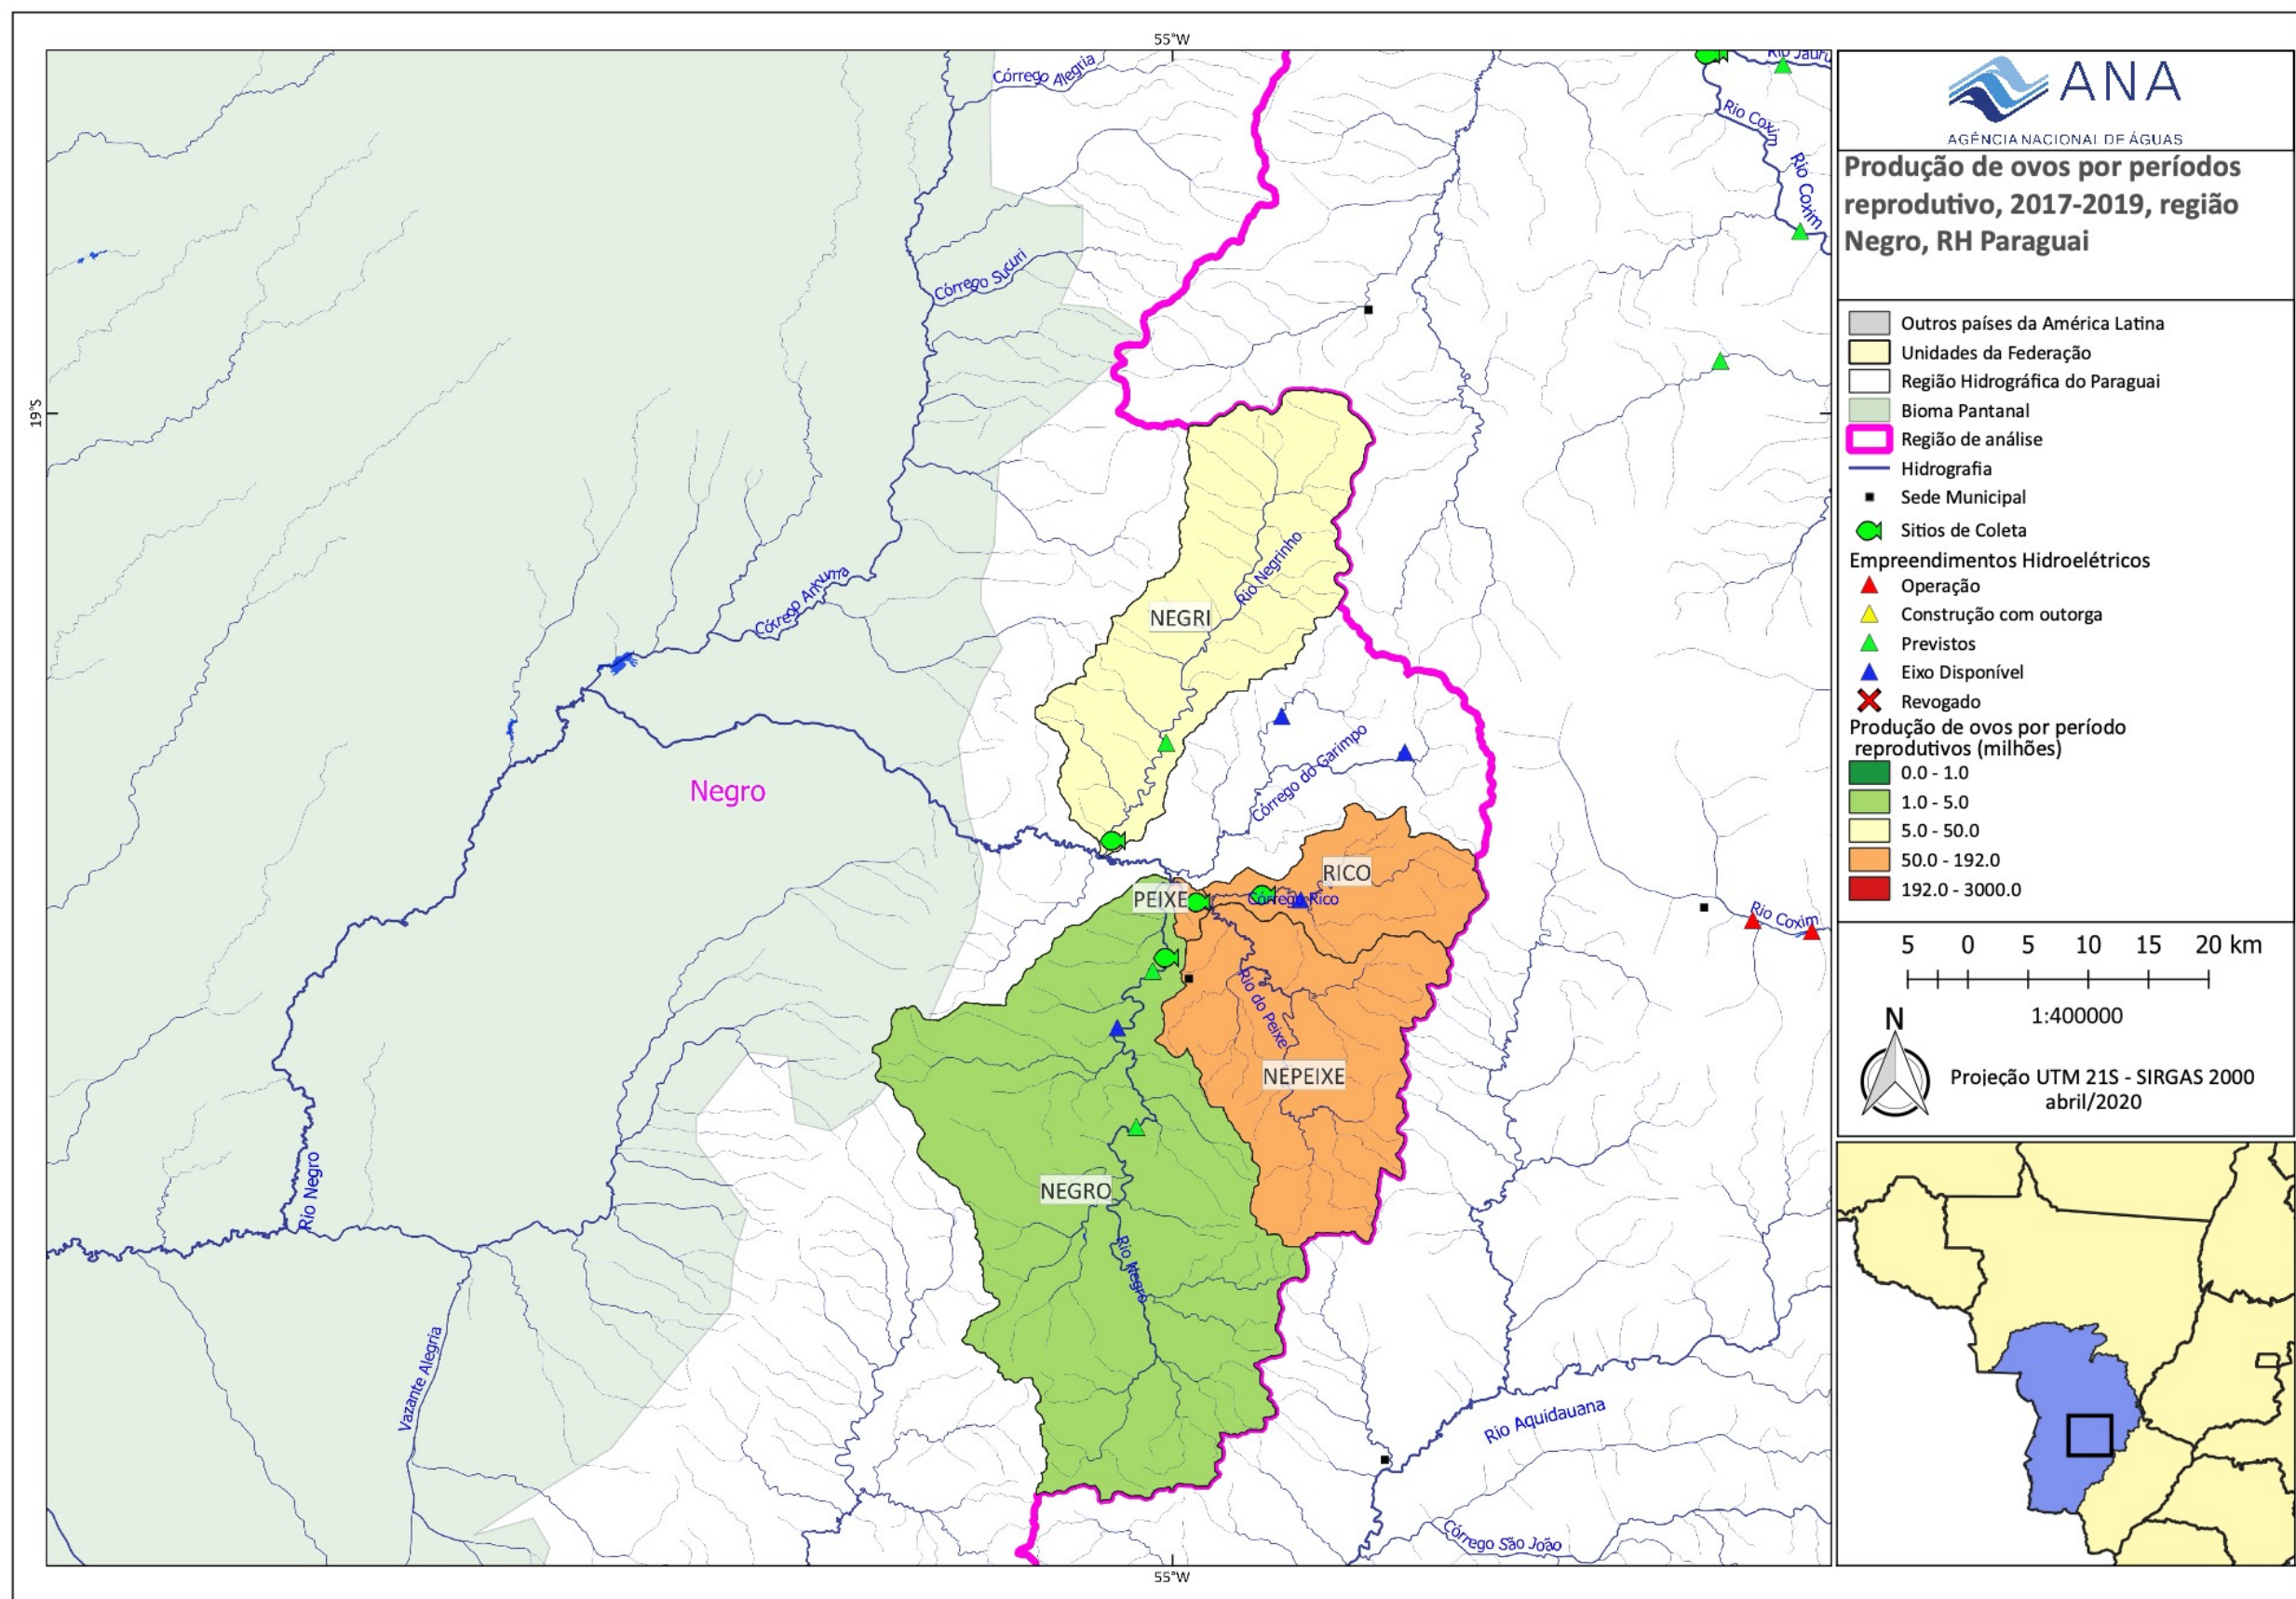 55°W
19°S
Córrego Alegria
Rio Coxim
Rio Coxim
Córrego Sucuri
Rio Negrinho
NEGRI
Negro
Córrego do Garimpo
RICO
PEIXE
Córrego Rico
Rio Coxim
Rio do Peixe
NEPEIXE
NEGRO
Rio Negro
Rio Negro
Vazante Alegria
Rio Aquidauana
Córrego São João
55°W
ANA
AGÊNCIA NACIONAL DE ÁGUAS
Produção de ovos por períodos
reprodutivo, 2017-2019, região
Negro, RH Paraguai
Outros países da América Latina
Unidades da Federação
Região Hidrográfica do Paraguai
Bioma Pantanal
Região de análise
Hidrografia
Sede Municipal
Sitios de Coleta
Empreendimentos Hidroelétricos
Operação
Construção com outorga
Previstos
Eixo Disponível
Revogado
Produção de ovos por período
reprodutivos (milhões)
0.0 - 1.0
1.0 - 5.0
5.0 - 50.0
50.0 - 192.0
192.0 - 3000.0
5 0 5 10 15 20 km
N
1:400000
Projeção UTM 21S - SIRGAS 2000
abril/2020